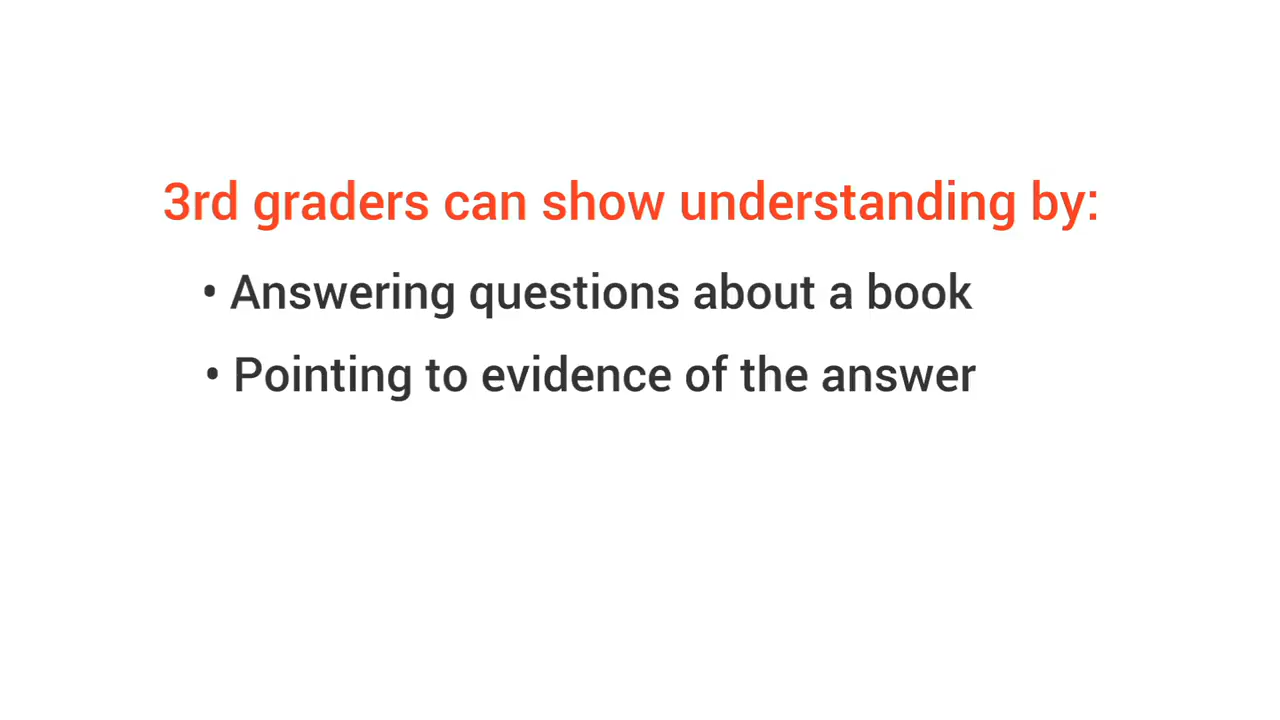 3rd graders can show understanding by:
• Answering questions about a book
• Pointing to evidence of the answer